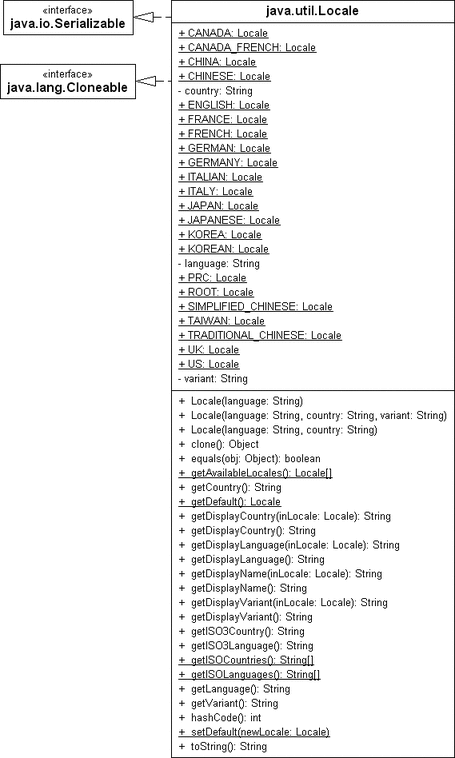 «interface»
java.io.Serializable
«interface»
java.lang.Cloneable
java.util.Locale
+ CANADA: Locale
+ CANADA_FRENCH: Locale
+ CHINA: Locale
+ CHINESE: Locale
- country: String
+ ENGLISH: Locale
+ FRANCE: Locale
+ FRENCH: Locale
+ GERMAN: Locale
+ GERMANY: Locale
+ ITALIAN: Locale
+ ITALY: Locale
+ JAPAN: Locale
+ JAPANESE: Locale
+ KOREA: Locale
+ KOREAN: Locale
- language: String
+ PRC: Locale
+ ROOT: Locale
+ SIMPLIFIED_CHINESE: Locale
+ TAIWAN: Locale
+ TRADITIONAL_CHINESE: Locale
+ UK: Locale
+ US: Locale
- variant: String
+ Locale(language: String)
+ Locale(language: String, country: String, variant: String)
+ Locale(language: String, country: String)
+ clone(): Object
+ equals(obj: Object): boolean
+ getAvailableLocales(): Locale[]
+ getCountry(): String
+ getDefault(): Locale
+ getDisplayCountry(inLocale: Locale): String
+ getDisplayCountry(): String
+ getDisplayLanguage(inLocale: Locale): String
+ getDisplayLanguage(): String
+ getDisplayName(inLocale: Locale): String
+ getDisplayName(): String
+ getDisplayVariant(inLocale: Locale): String
+ getDisplayVariant(): String
+ getISO3Country(): String
+ getISO3Language(): String
+ getISOCountries(): String[]
+ getISOLanguages(): String[]
+ getLanguage(): String
+ getVariant(): String
+ hashCode(): int
+ setDefault(newLocale: Locale)
+ toString(): String